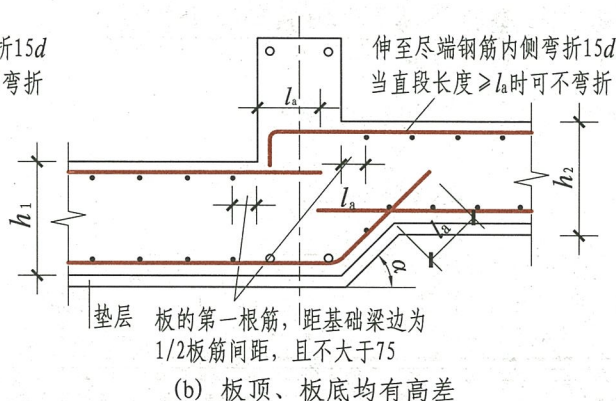 折15d
弯折
伸至尽端钢筋内侧弯折15d
当直段长度≥la时可不弯折
la
h1
h2
la
la
α
垫层
板的第一根筋，距基础梁边为
1/2板筋间距，且不大于75
(b) 板顶、板底均有高差